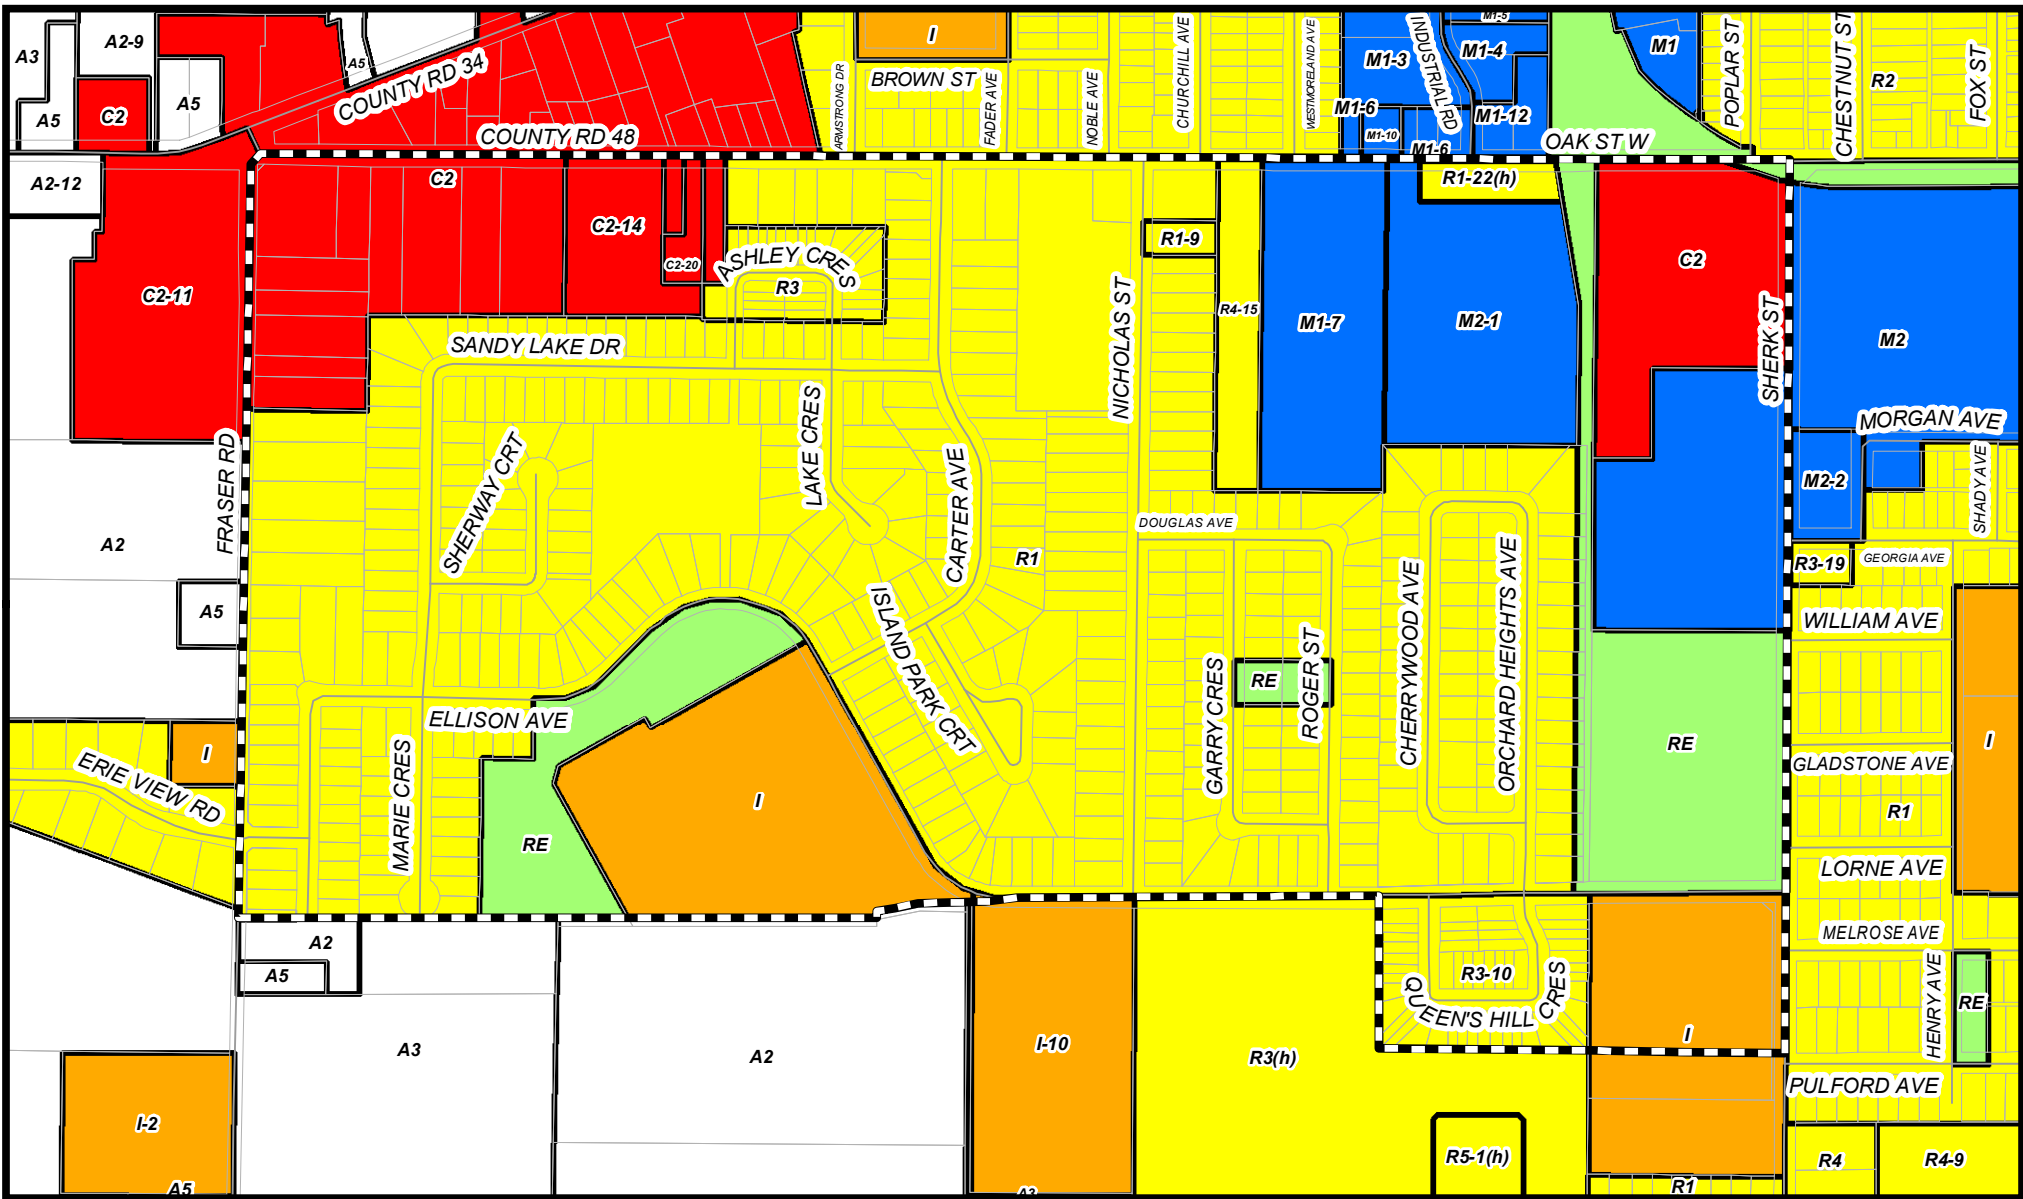 A3
A2-9
A5
C2
A5
A5
COUNTY RD 34
COUNTY RD 48
I
BROWN ST
ARMSTRONG DR
FADER AVE
NOBLE AVE
CHURCHILL AVE
WESTMORELAND AVE
M1-3
INDUSTRIAL RD
M1-5
M1-4
M1-6
M1-10
M1-6
M1-12
M1
OAK ST W
POPLAR ST
CHESTNUT ST
R2
FOX ST
A2-12
C2-11
C2
C2-14
C2-20
ASHLEY CRES
R3
R1-9
R1-22(h)
R4-15
M1-7
M2-1
C2
SHERK ST
M2
SANDY LAKE DR
NICHOLAS ST
LAKE CRES
CARTER AVE
SHERWAY CRT
FRASER RD
A2
A5
MORGAN AVE
M2-2
SHADY AVE
DOUGLAS AVE
R1
R3-19
GEORGIA AVE
WILLIAM AVE
ISLAND PARK CRT
GARRY CRES
RE
ROGER ST
CHERRYWOOD AVE
ORCHARD HEIGHTS AVE
RE
ELLISON AVE
MARIE CRES
ERIE VIEW RD
I
I
RE
GLADSTONE AVE
I
R1
LORNE AVE
MELROSE AVE
HENRY AVE
RE
PULFORD AVE
A2
A5
A3
A2
I-10
R3(h)
R3-10
QUEEN'S HILL CRES
I
I-2
A5
A3
R5-1(h)
R1
R4
R4-9